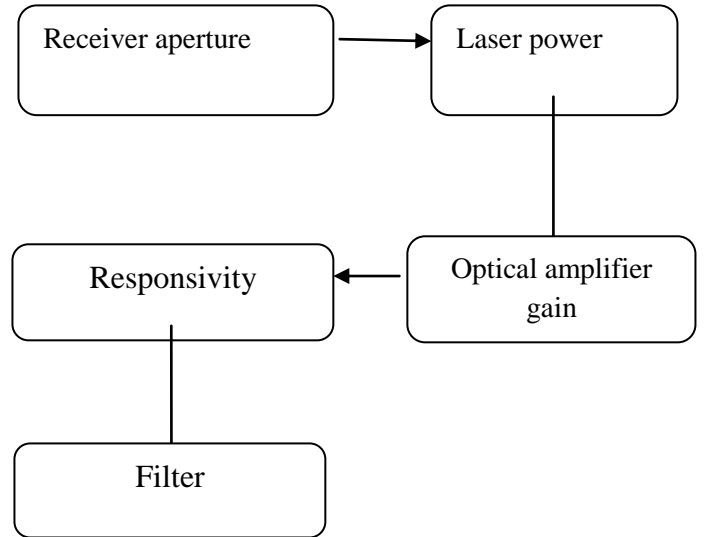 Receiver aperture
Laser power
Optical amplifier
gain
Responsivity
Filter